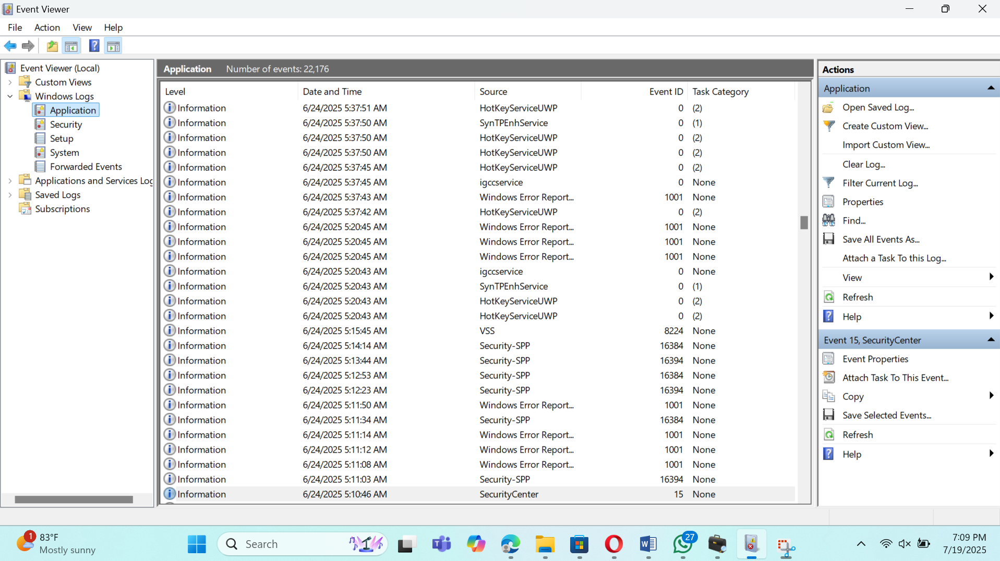 Event Viewer
File Action View Help
Event Viewer (Local)
Custom Views
Windows Logs
Application
Security
Setup
System
Forwarded Events
Applications and Services Log
Saved Logs
Subscriptions
Application Number of events: 22,176
Level Date and Time Source Event ID Task Category
Information 6/24/2025 5:37:51 AM HotKeyServiceUWP 0 (2)
Information 6/24/2025 5:37:50 AM SynTPEnhService 0 (1)
Information 6/24/2025 5:37:50 AM HotKeyServiceUWP 0 (2)
Information 6/24/2025 5:37:50 AM HotKeyServiceUWP 0 (2)
Information 6/24/2025 5:37:45 AM HotKeyServiceUWP 0 (2)
Information 6/24/2025 5:37:45 AM igccservice 0 None
Information 6/24/2025 5:37:43 AM Windows Error Report... 1001 None
Information 6/24/2025 5:37:42 AM HotKeyServiceUWP 0 (2)
Information 6/24/2025 5:20:45 AM Windows Error Report... 1001 None
Information 6/24/2025 5:20:45 AM Windows Error Report... 1001 None
Information 6/24/2025 5:20:45 AM Windows Error Report... 1001 None
Information 6/24/2025 5:20:43 AM igccservice 0 None
Information 6/24/2025 5:20:43 AM SynTPEnhService 0 (1)
Information 6/24/2025 5:20:43 AM HotKeyServiceUWP 0 (2)
Information 6/24/2025 5:20:43 AM HotKeyServiceUWP 0 (2)
Information 6/24/2025 5:15:45 AM VSS 8224 None
Information 6/24/2025 5:14:14 AM Security-SPP 16384 None
Information 6/24/2025 5:13:44 AM Security-SPP 16394 None
Information 6/24/2025 5:12:53 AM Security-SPP 16384 None
Information 6/24/2025 5:12:23 AM Security-SPP 16394 None
Information 6/24/2025 5:11:50 AM Windows Error Report... 1001 None
Information 6/24/2025 5:11:34 AM Security-SPP 16384 None
Information 6/24/2025 5:11:14 AM Windows Error Report... 1001 None
Information 6/24/2025 5:11:12 AM Windows Error Report... 1001 None
Information 6/24/2025 5:11:08 AM Windows Error Report... 1001 None
Information 6/24/2025 5:11:03 AM Security-SPP 16394 None
Information 6/24/2025 5:10:46 AM SecurityCenter 15 None
Actions
Application
Open Saved Log...
Create Custom View...
Import Custom View...
Clear Log...
Filter Current Log...
Properties
Find...
Save All Events As...
Attach a Task To this Log...
View
Refresh
Help
Event 15, SecurityCenter
Event Properties
Attach Task To This Event...
Copy
Save Selected Events...
Refresh
Help
1
83°F
Mostly sunny
Search
27
7:09 PM
7/19/2025